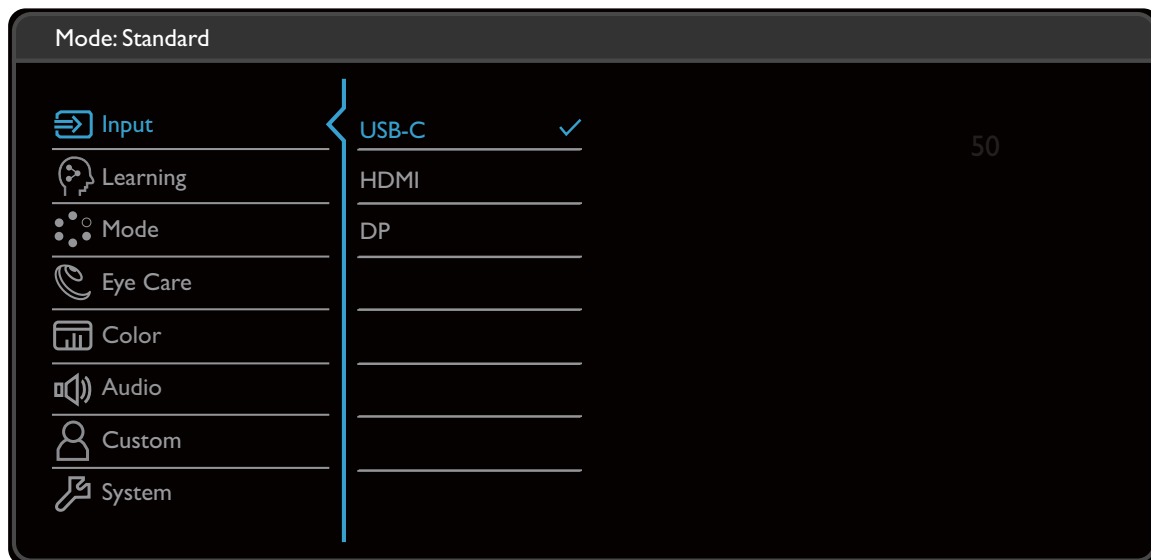 Mode: Standard
Input
Learning
Mode
Eye Care
Color
Audio
Custom
System
USB-C
HDMI
DP
50